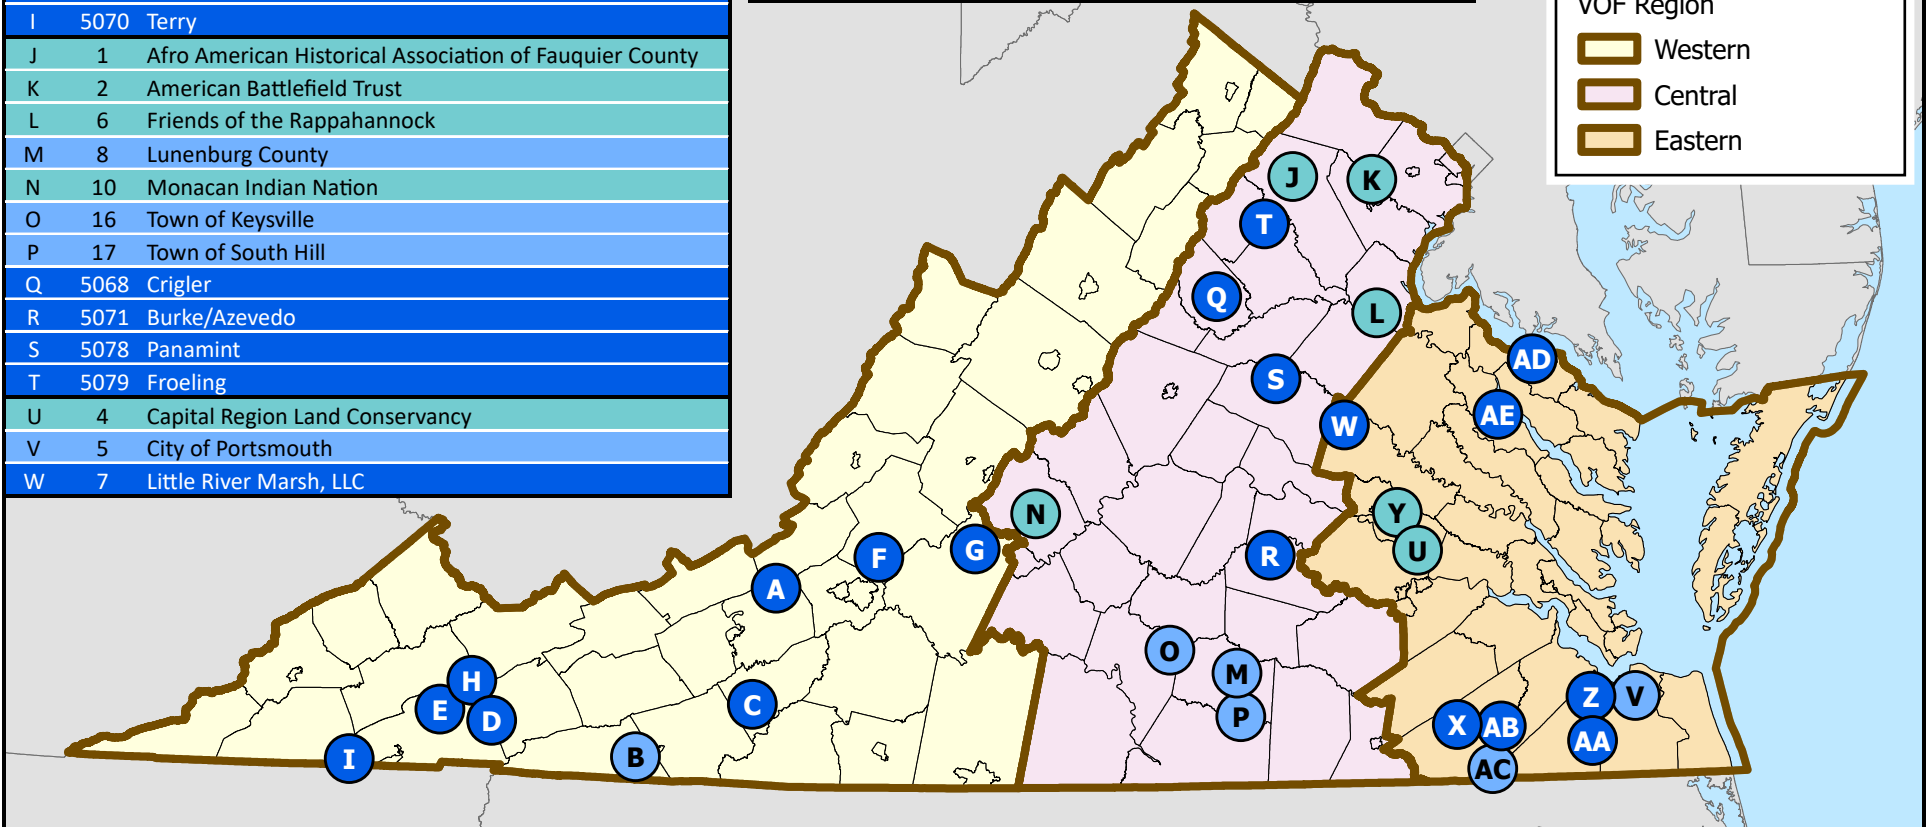 I 5070 Terry
J 1 Afro American Historical Association of Fauquier County
K 2 American Battlefield Trust
L 6 Friends of the Rappahannock
M 8 Lunenburg County
N 10 Monacan Indian Nation
O 16 Town of Keysville
P 17 Town of South Hill
Q 5068 Crigler
R 5071 Burke/Azevedo
S 5078 Panamint
T 5079 Froeling
U 4 Capital Region Land Conservancy
V 5 City of Portsmouth
W 7 Little River Marsh, LLC
VOF Region
Western
Central
Eastern
J
K
T
Q
L
S
AD
AE
W
N
Y
U
F
G
R
A
O
M
H
E
D
C
P
Z
V
X
AB
AA
I
B
AC